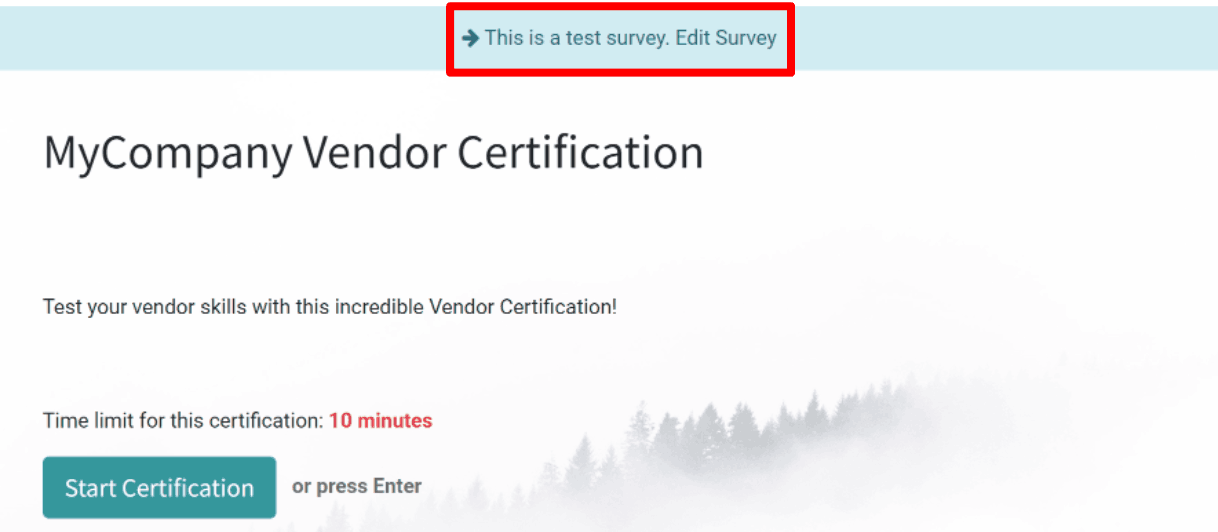 This is a test survey. Edit Survey
MyCompany Vendor Certification
Test your vendor skills with this incredible Vendor Certification!
Time limit for this certification: 10 minutes
Start Certification or press Enter